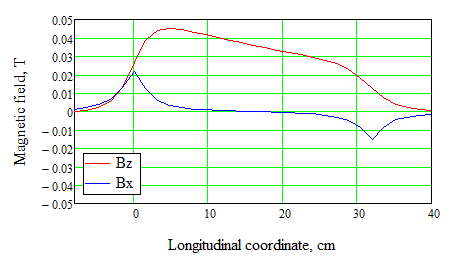 0.05
0.04
0.03
0.02
0.01
0
− 0.01
− 0.02
− 0.03
− 0.04
− 0.05
Magnetic field, T
Bz
Bx
0 10 20 30 40
Longitudinal coordinate, cm